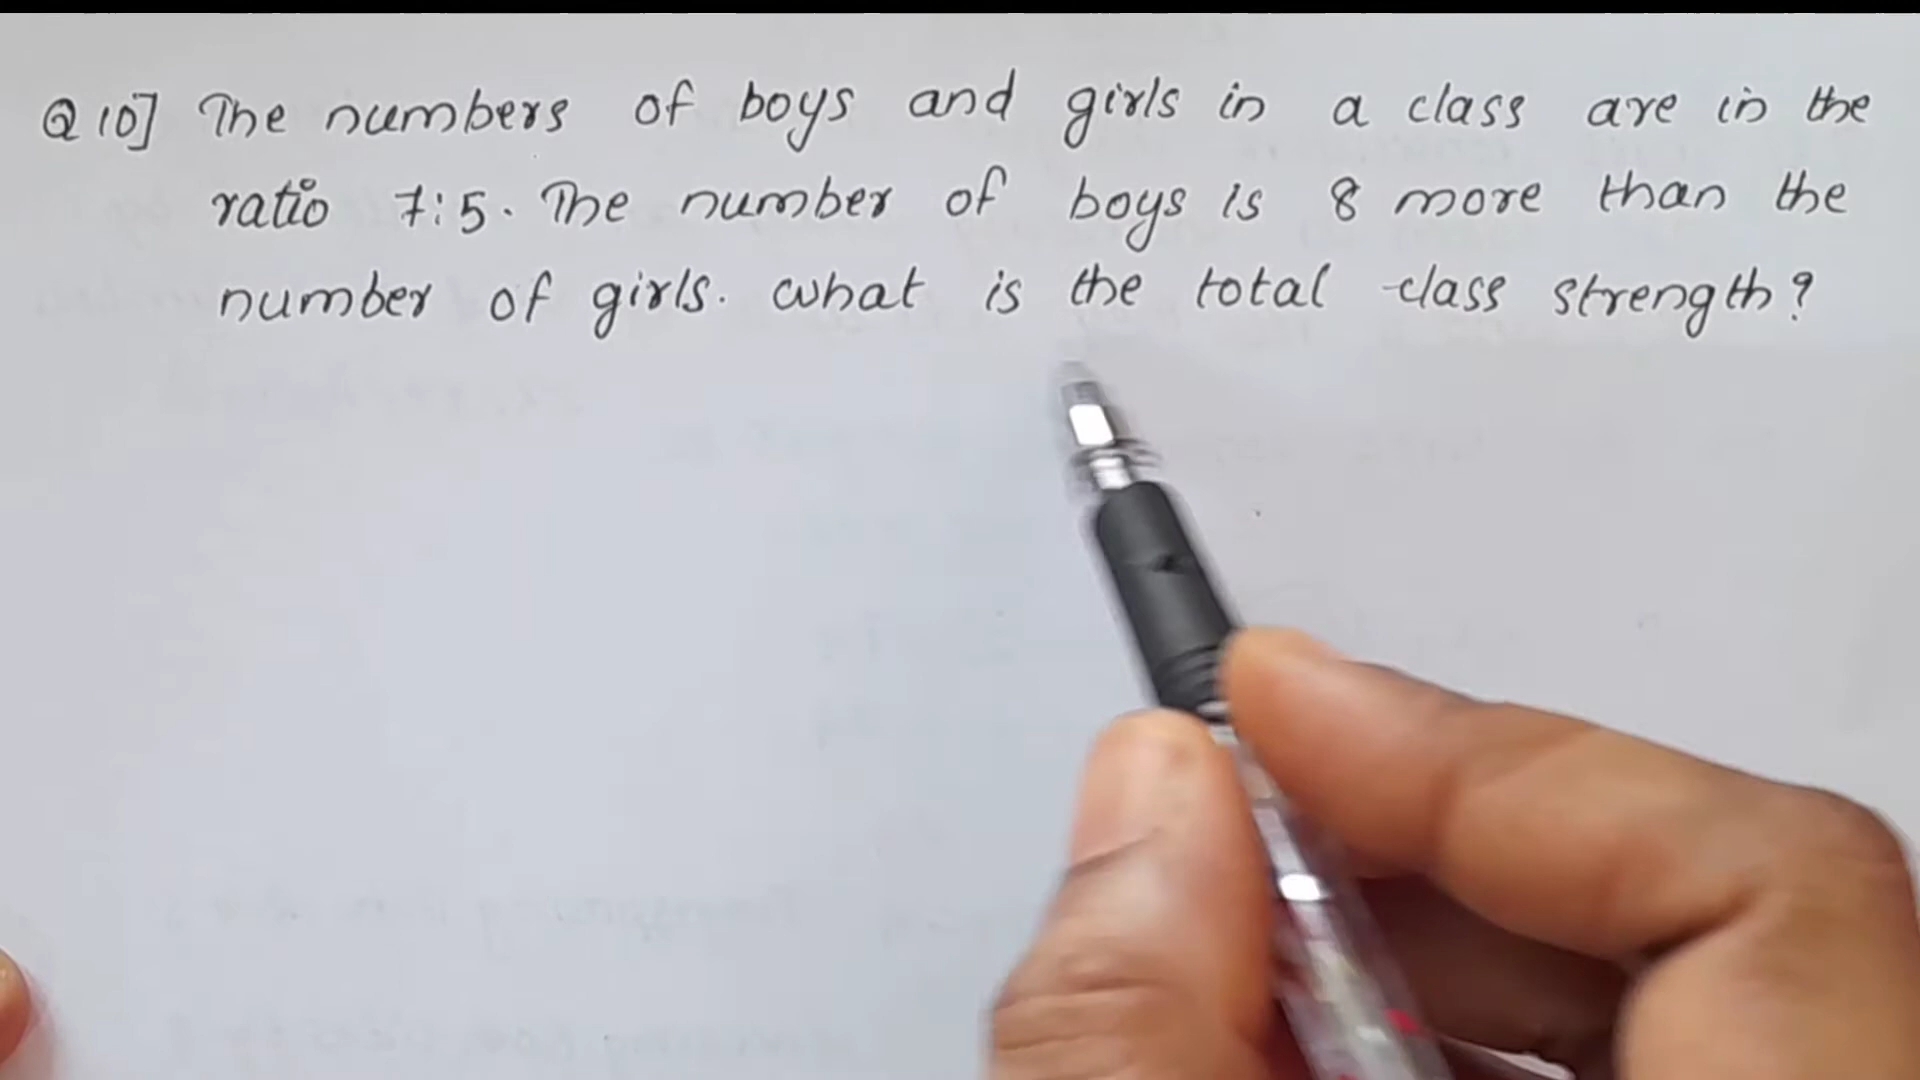 Q 10] The numbers of boys and girls in a class are in the
ratio 7:5. The number of boys is 8 more than the
number of girls. what is the total class strength?